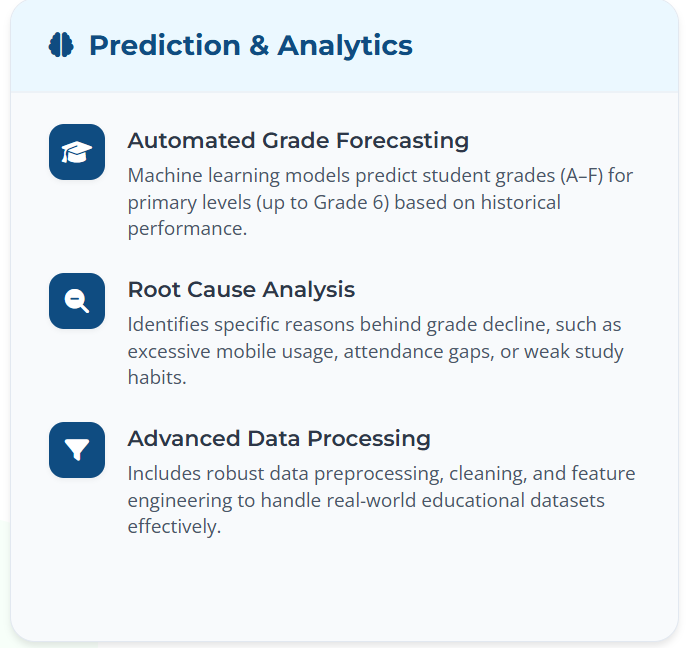 Prediction & Analytics
Automated Grade Forecasting
Machine learning models predict student grades (A–F) for
primary levels (up to Grade 6) based on historical
performance.
Root Cause Analysis
Identifies specific reasons behind grade decline, such as
excessive mobile usage, attendance gaps, or weak study
habits.
Advanced Data Processing
Includes robust data preprocessing, cleaning, and feature
engineering to handle real-world educational datasets
effectively.